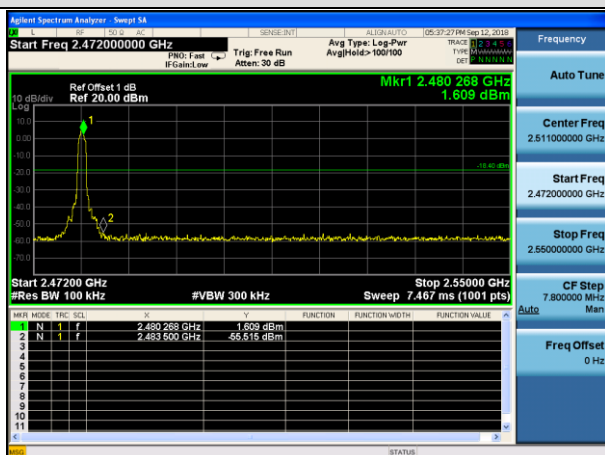 Agilent Spectrum Analyzer - Swept SA
L RF 50 Ω AC SENSE:INT ALIGN AUTO 05:37:27 PM Sep 12, 2018
Start Freq 2.472000000 GHz
PNO: Fast
IFGain:Low
Trig: Free Run
Atten: 30 dB
Avg Type: Log-Pwr
Avg|Hold:>100/100
TRACE 1 2 3 4 5 6
TYPE M
DET P N N N N N
Ref Offset 1 dB
Ref 20.00 dBm
10 dB/div
Log
Mkr1 2.480 268 GHz
1.609 dBm
10.0
0.00
-10.0
-20.0
-30.0
-40.0
-50.0
-60.0
-70.0
1
2
Start 2.47200 GHz Stop 2.55000 GHz
#Res BW 100 kHz #VBW 300 kHz Sweep 7.467 ms (1001 pts)
MKR MODE TRC SCL X Y FUNCTION FUNCTION WIDTH FUNCTION VALUE
1 N 1 f 2.480 268 GHz 1.609 dBm
2 N 1 f 2.483 500 GHz -55.515 dBm
3
4
5
6
7
8
9
10
11
MSG STATUS
Frequency
Auto Tune
Center Freq
2.511000000 GHz
Start Freq
2.472000000 GHz
Stop Freq
2.550000000 GHz
CF Step
7.800000 MHz
Auto Man
Freq Offset
0 Hz